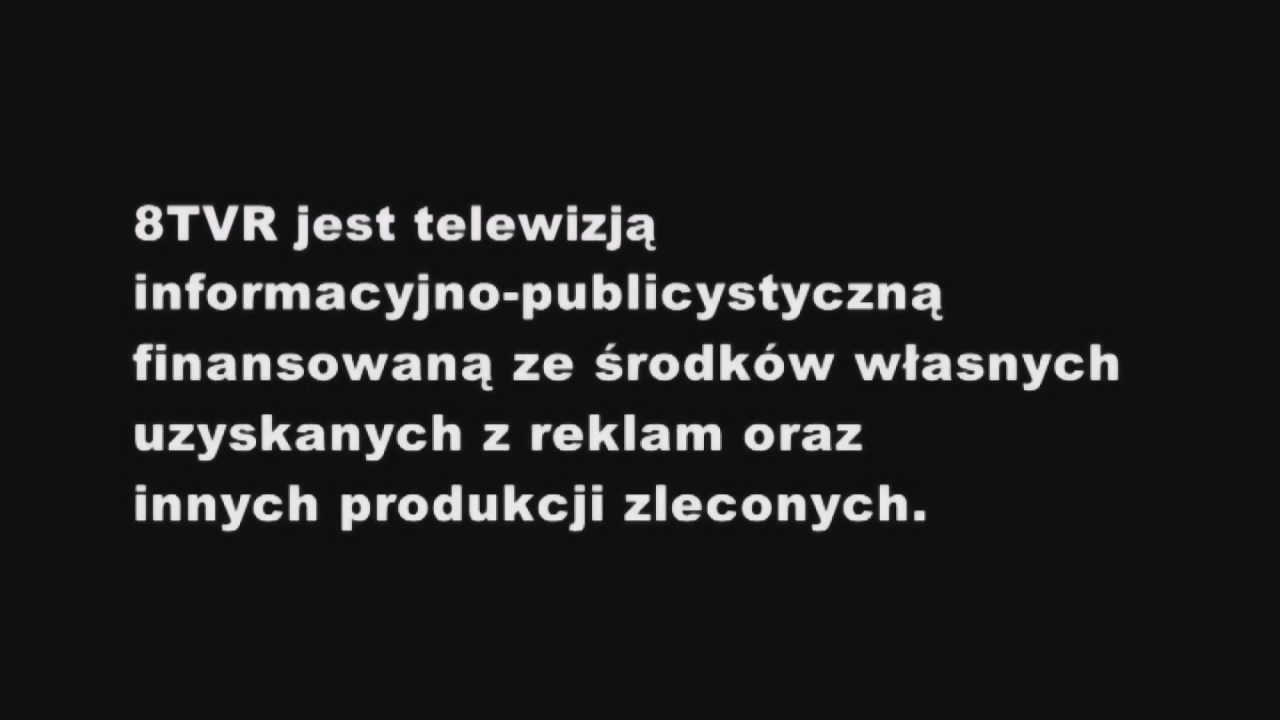 8TVR jest telewizją
informacyjno-publicystyczną
finansowaną ze środków własnych
uzyskanych z reklam oraz
innych produkcji zleconych.